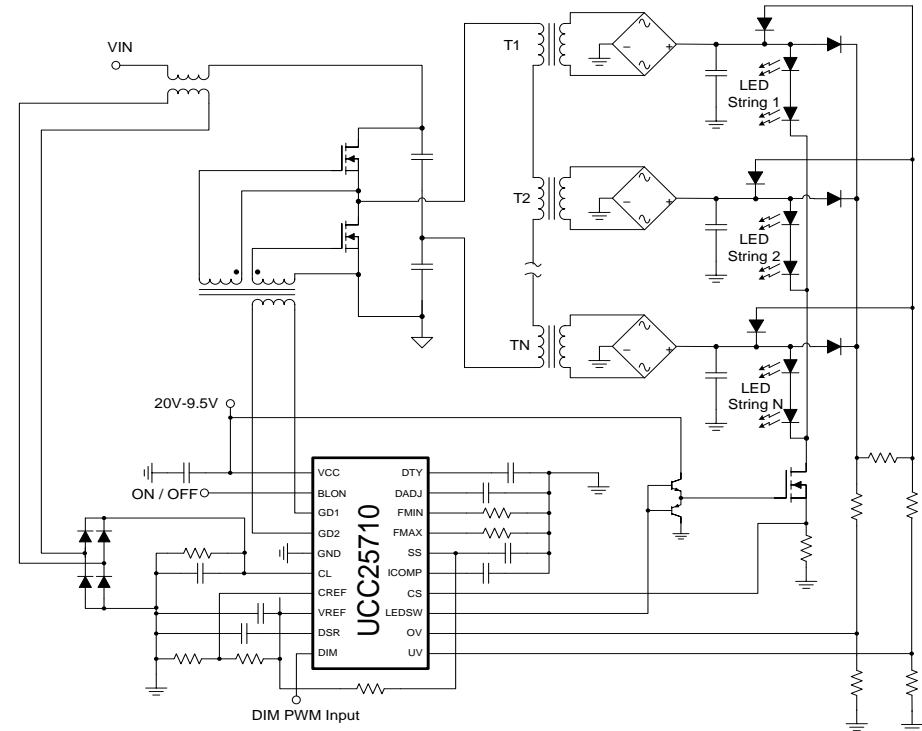 VIN
T1
LED
String 1
T2
LED
String 2
TN
LED
String N
20V-9.5V
ON / OFF
UCC25710
VCC
BLON
GD1
GD2
GND
CL
CREF
VREF
DSR
DIM
DTY
DADJ
FMIN
FMAX
SS
ICOMP
CS
LEDSW
OV
UV
DIM PWM Input